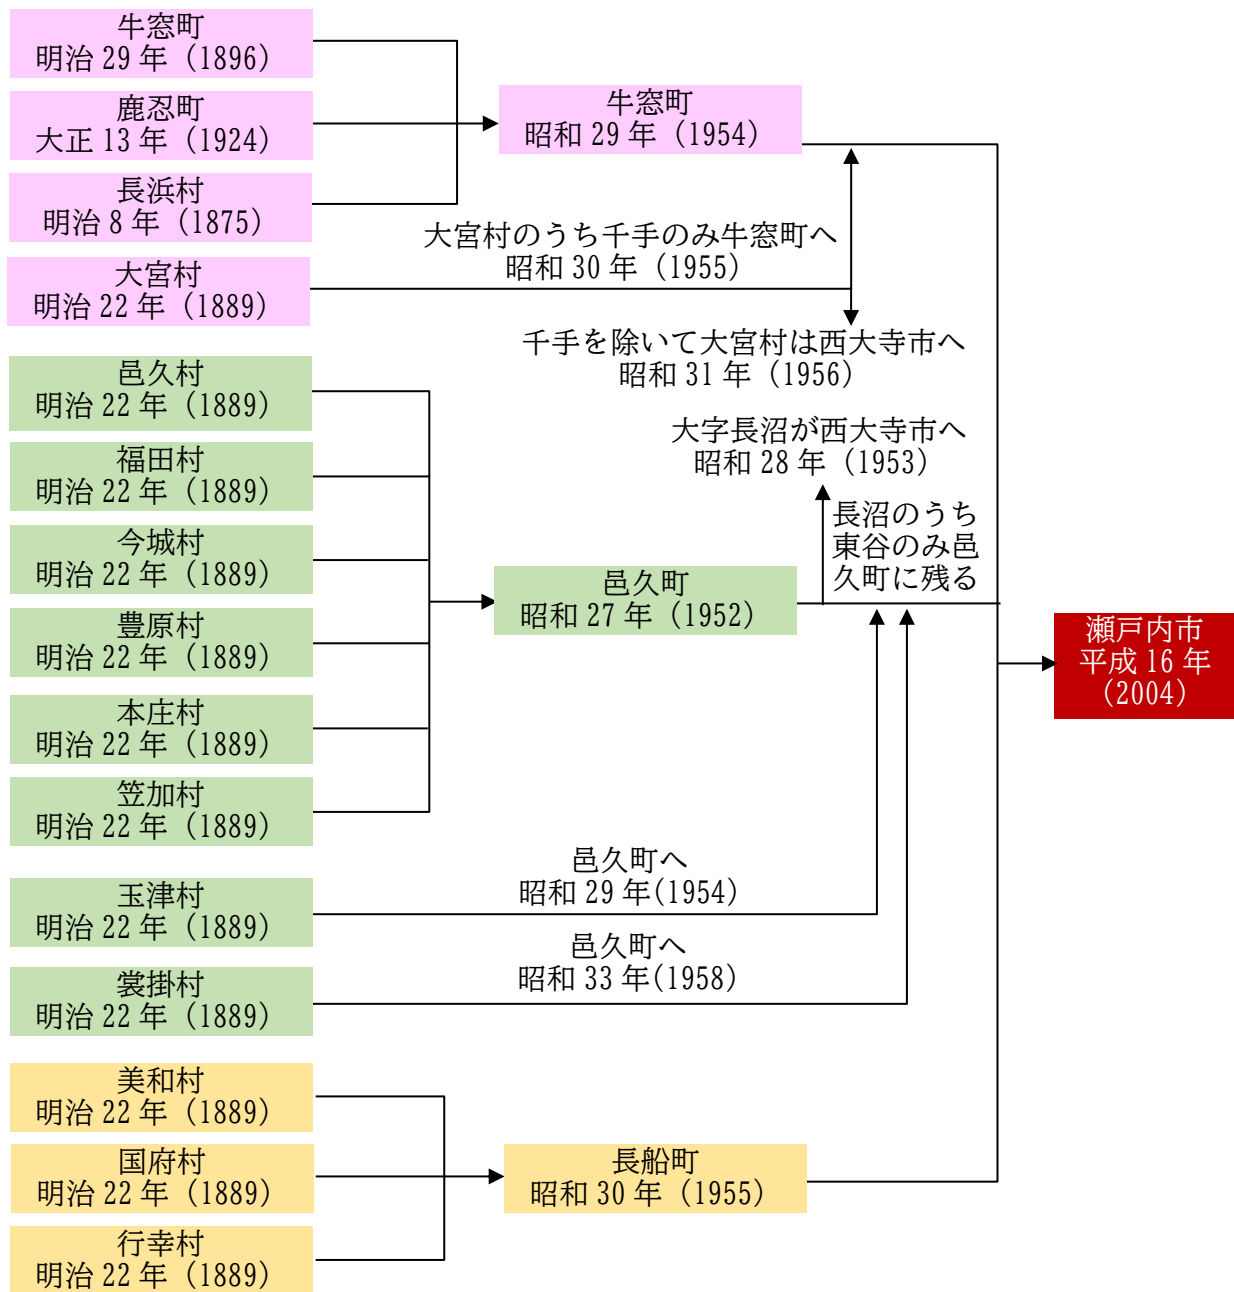 牛窓町
明治 29 年（1896）
鹿忍町
大正 13 年（1924）
長浜村
明治 8 年（1875）
大宮村
明治 22 年（1889）
牛窓町
昭和 29 年（1954）
大宮村のうち千手のみ牛窓町へ
昭和 30 年（1955）
千手を除いて大宮村は西大寺市へ
昭和 31 年（1956）
邑久村
明治 22 年（1889）
福田村
明治 22 年（1889）
今城村
明治 22 年（1889）
豊原村
明治 22 年（1889）
本庄村
明治 22 年（1889）
笠加村
明治 22 年（1889）
邑久町
昭和 27 年（1952）
大字長沼が西大寺市へ
昭和 28 年（1953）
長沼のうち
東谷のみ邑
久町に残る
玉津村
明治 22 年（1889）
邑久町へ
昭和 29 年(1954)
裳掛村
明治 22 年（1889）
邑久町へ
昭和 33 年(1958)
美和村
明治 22 年（1889）
国府村
明治 22 年（1889）
行幸村
明治 22 年（1889）
長船町
昭和 30 年（1955）
瀬戸内市
平成 16 年
（2004）